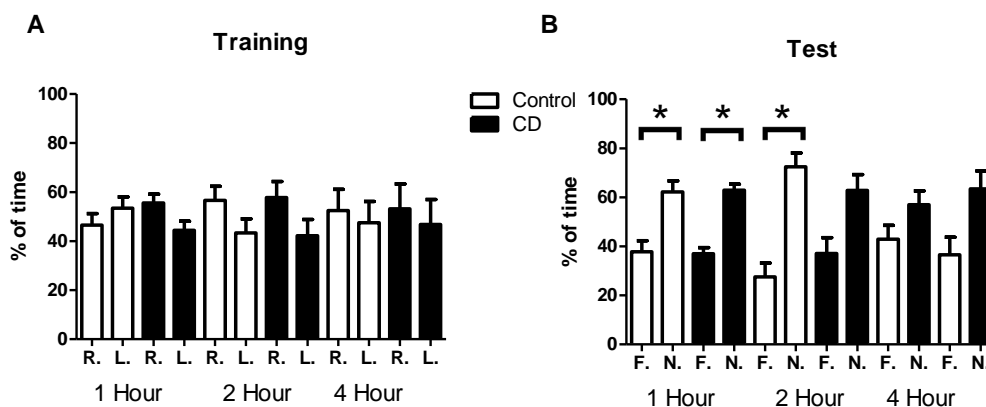 A
Training
% of time
100
80
60
40
20
0
R. L. R. L. R. L. R. L. R. L. R. L.
1 Hour 2 Hour 4 Hour
Control
CD
B
Test
% of time
100
80
60
40
20
0
* * *
F. N. F. N. F. N. F. N. F. N. F. N.
1 Hour 2 Hour 4 Hour